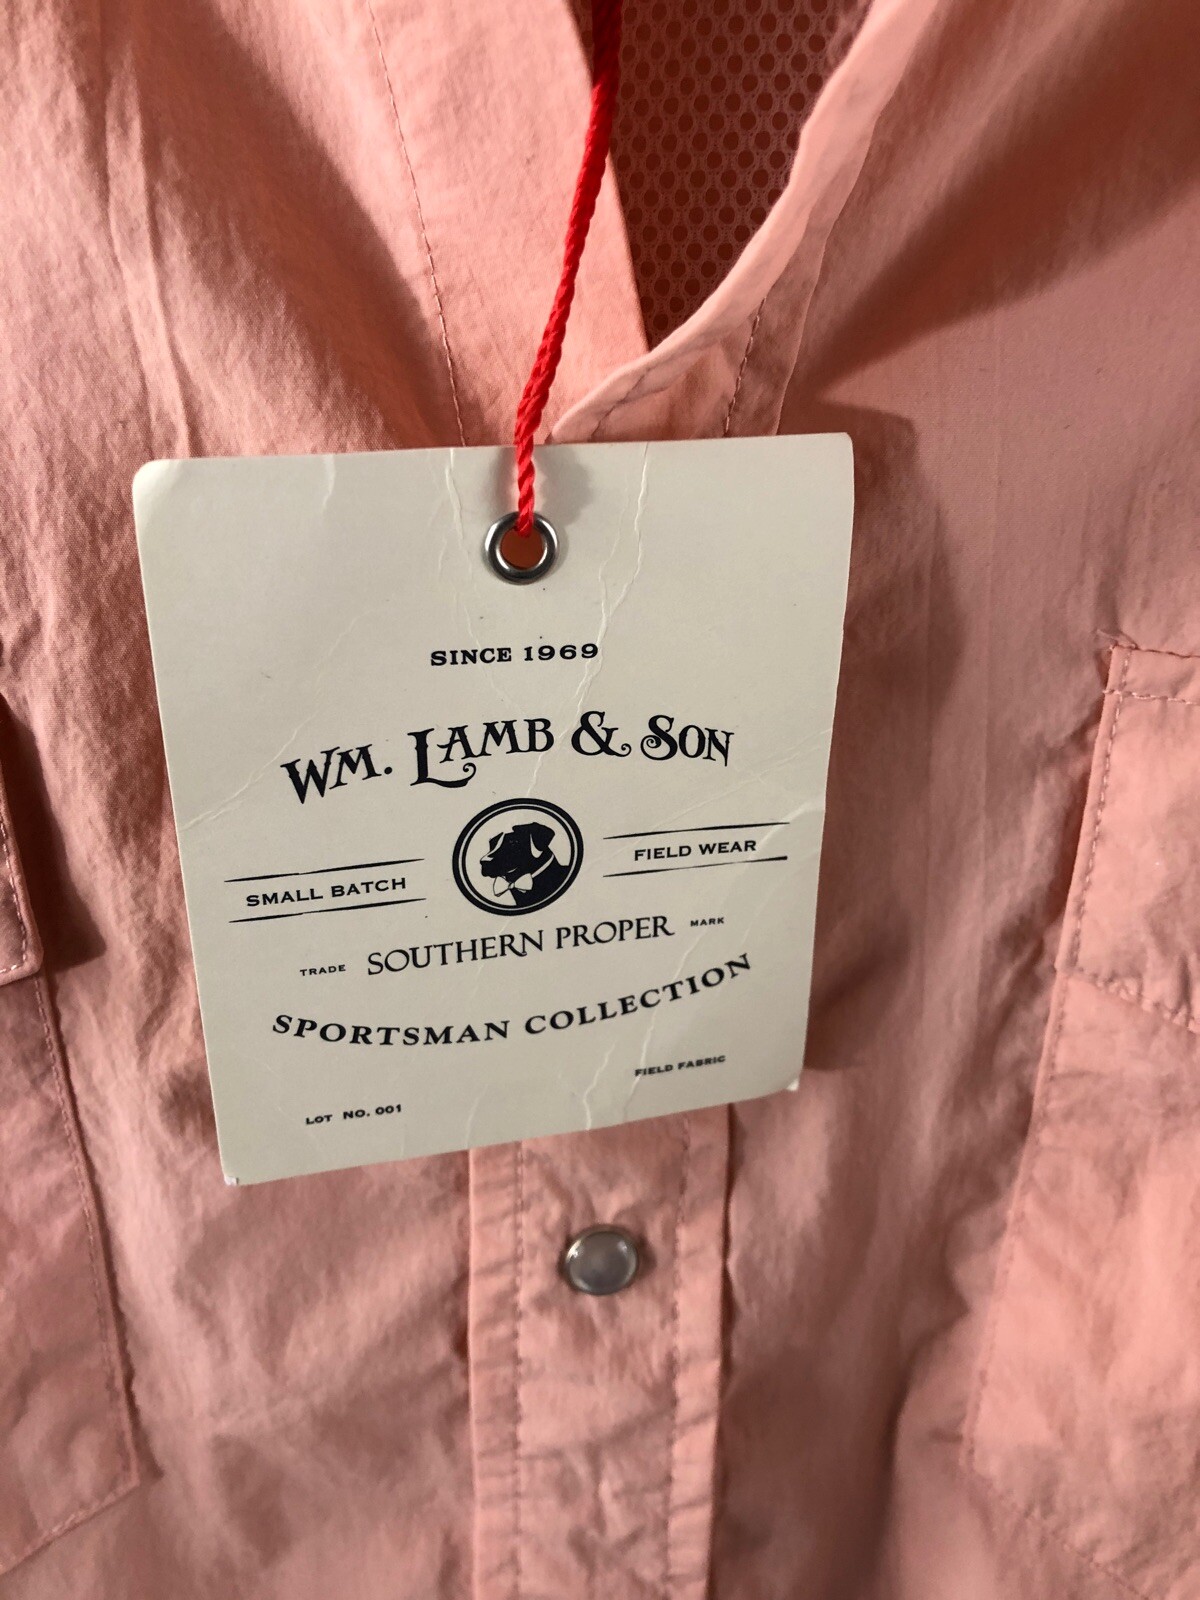 SINCE 1969
WM. LAMB & SON
SMALL BATCH
FIELD WEAR
TRADE SOUTHERN PROPER MARK
SPORTSMAN COLLECTION
FIELD FABRIC
LOT NO. 001